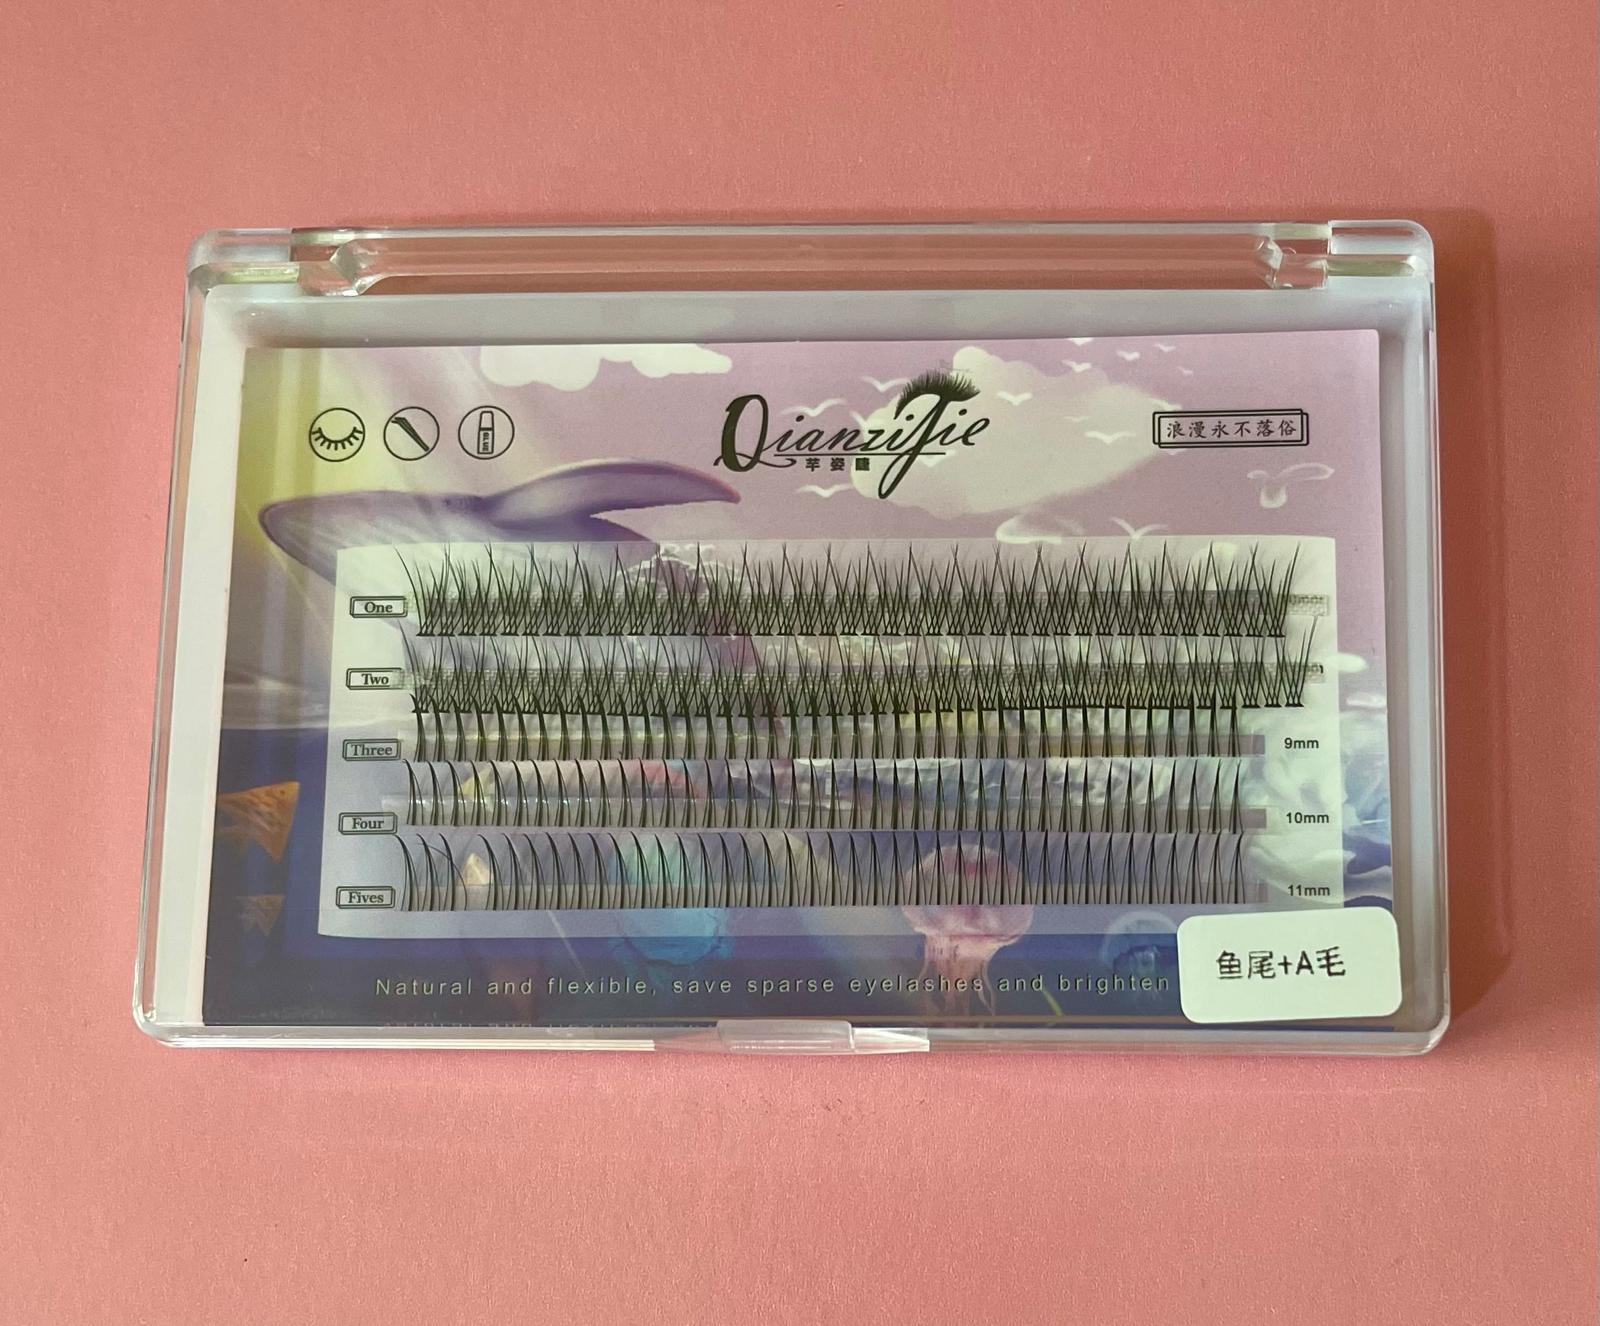 GLUE
QianziJie
芊姿睫
浪漫永不落俗
One
Two
Three
9mm
Four
10mm
Fives
11mm
Natural and flexible, save sparse eyelashes and brighten
鱼尾+A毛